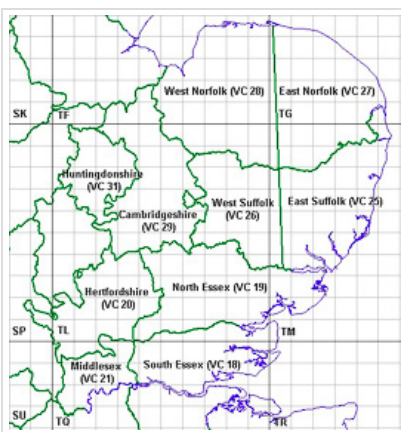 West Norfolk (VC 28)
East Norfolk (VC 27)
SK
TF
TG
Huntingdonshire
(VC 31)
Cambridgeshire
(VC 29)
West Suffolk
(VC 26)
East Suffolk (VC 25)
Hertfordshire
(VC 20)
North Essex (VC 19)
SP
TL
TM
Middlesex
(VC 21)
South Essex (VC 18)
SU
TQ
TR